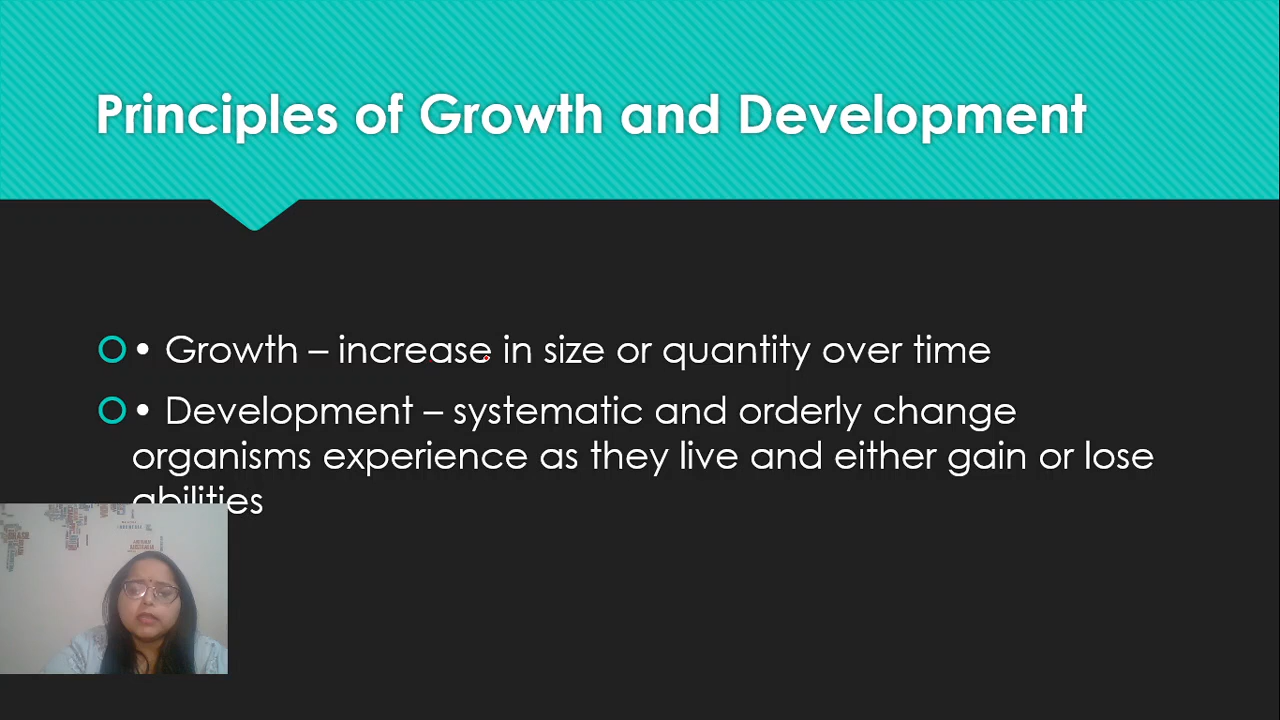 Principles of Growth and Development
• Growth – increase in size or quantity over time
• Development – systematic and orderly change
organisms experience as they live and either gain or lose
abilities